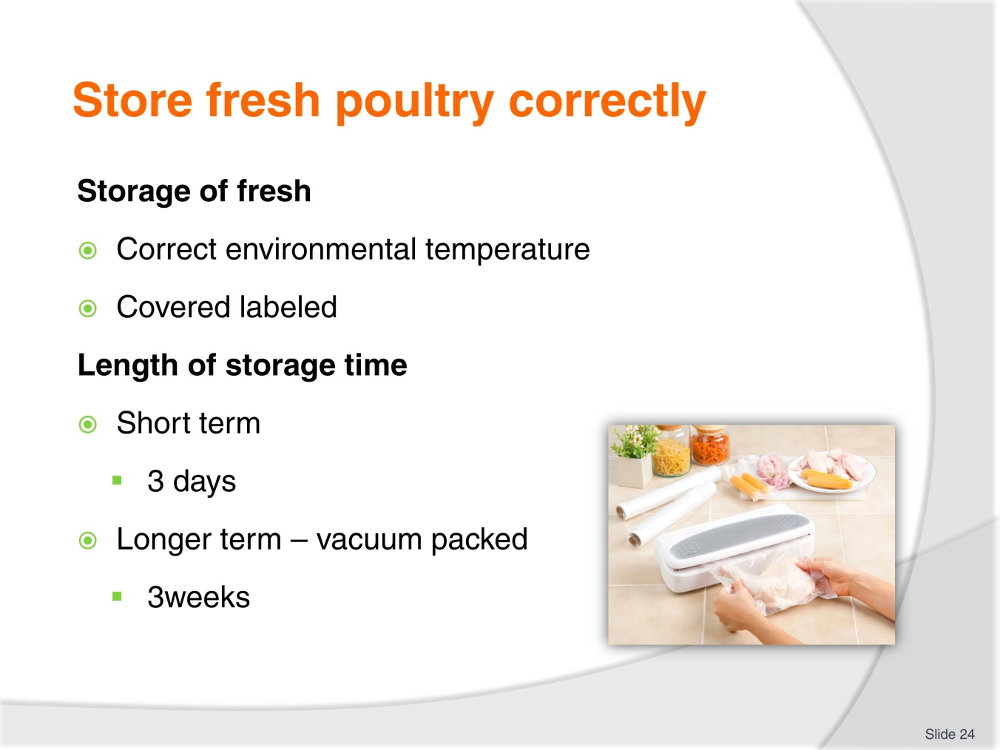 Store fresh poultry correctly
Storage of fresh
Correct environmental temperature
Covered labeled
Length of storage time
Short term
3 days
Longer term – vacuum packed
3weeks
Slide 24